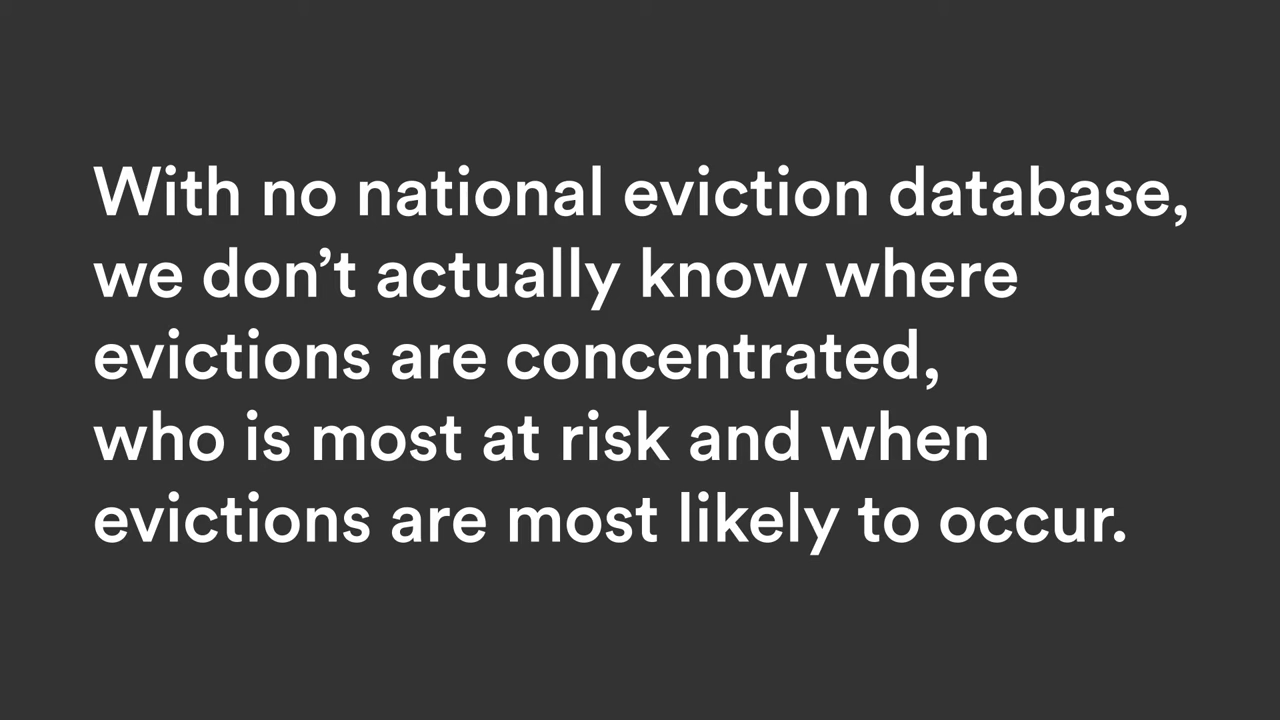 With no national eviction database,
we don’t actually know where
evictions are concentrated,
who is most at risk and when
evictions are most likely to occur.